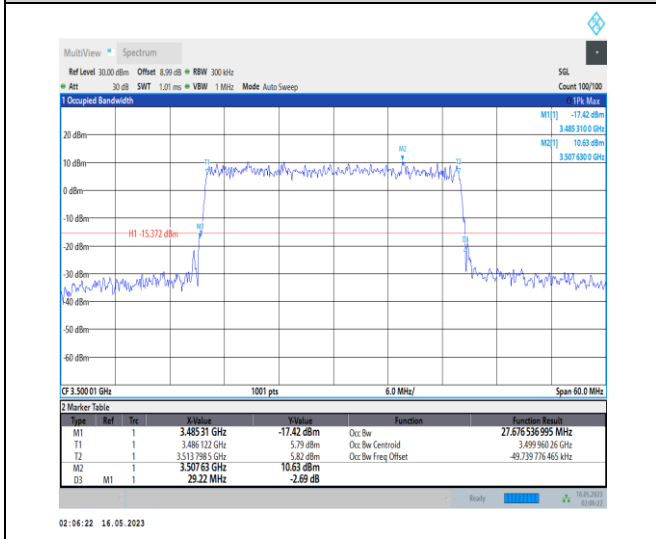 MultiView Spectrum
Ref Level 30.00 dBm Offset 8.99 dB RBW 300 kHz SGL
Att 30 dB SWT 1.01 ms VBW 1 MHz Mode Auto Sweep Count 100/100
1 Occupied Bandwidth 1Pk Max
M1[1] -17.42 dBm
3.485 310 0 GHz
20 dBm
M2[1] 10.63 dBm
3.507 630 0 GHz
M2
T1 T2
10 dBm
0 dBm
-10 dBm
M1
H1 -15.372 dBm
D3
-20 dBm
-30 dBm
-40 dBm
-50 dBm
-60 dBm
CF 3.500 01 GHz 1001 pts 6.0 MHz/ Span 60.0 MHz
2 Marker Table
Type Ref Trc X-Value Y-Value Function Function Result
M1 1 3.485 31 GHz -17.42 dBm Occ Bw 27.676 536 995 MHz
T1 1 3.486 122 GHz 5.79 dBm Occ Bw Centroid 3.499 960 26 GHz
T2 1 3.513 798 5 GHz 5.82 dBm Occ Bw Freq Offset -49.739 776 465 kHz
M2 1 3.507 63 GHz 10.63 dBm
D3 M1 1 29.22 MHz -2.69 dB
Ready 16.05.2023
02:06:22
02:06:22 16.05.2023